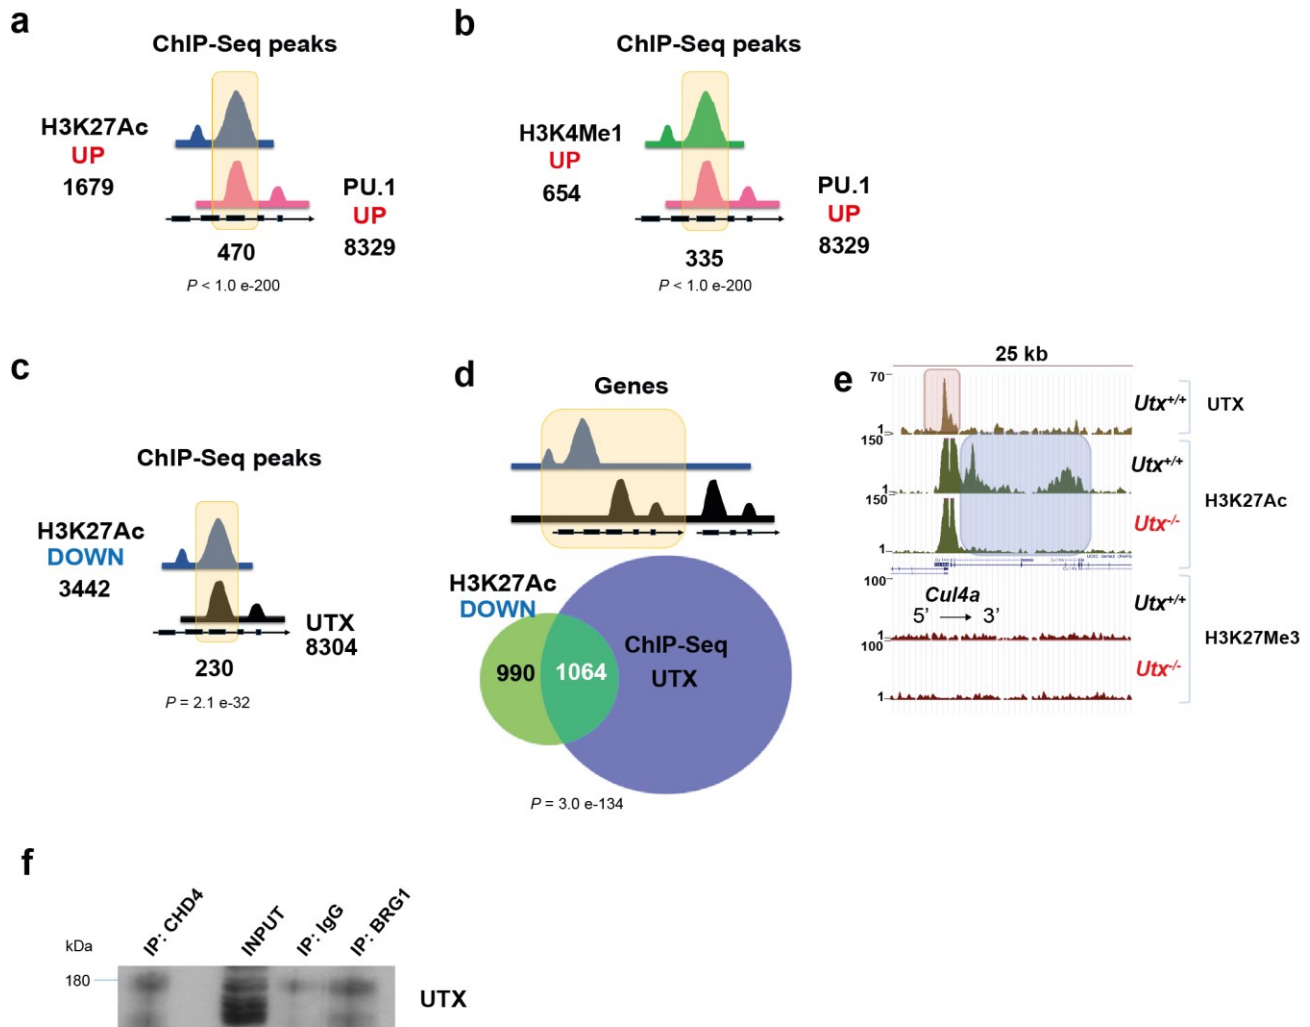 a
ChIP-Seq peaks
H3K27Ac
UP
1679
PU.1
UP
8329
470
P < 1.0 e-200
b
ChIP-Seq peaks
H3K4Me1
UP
654
PU.1
UP
8329
335
P < 1.0 e-200
c
ChIP-Seq peaks
H3K27Ac
DOWN
3442
UTX
8304
230
P = 2.1 e-32
d
Genes
H3K27Ac
DOWN
ChIP-Seq
UTX
990
1064
P = 3.0 e-134
e
25 kb
70
1
Utx+/+
UTX
150
1
Utx+/+
150
1
Utx-/-
H3K27Ac
Cul4a
5’ 3’
100
1
Utx+/+
100
1
Utx-/-
H3K27Me3
f
IP: CHD4
INPUT
IP: IgG
IP: BRG1
kDa
180
UTX